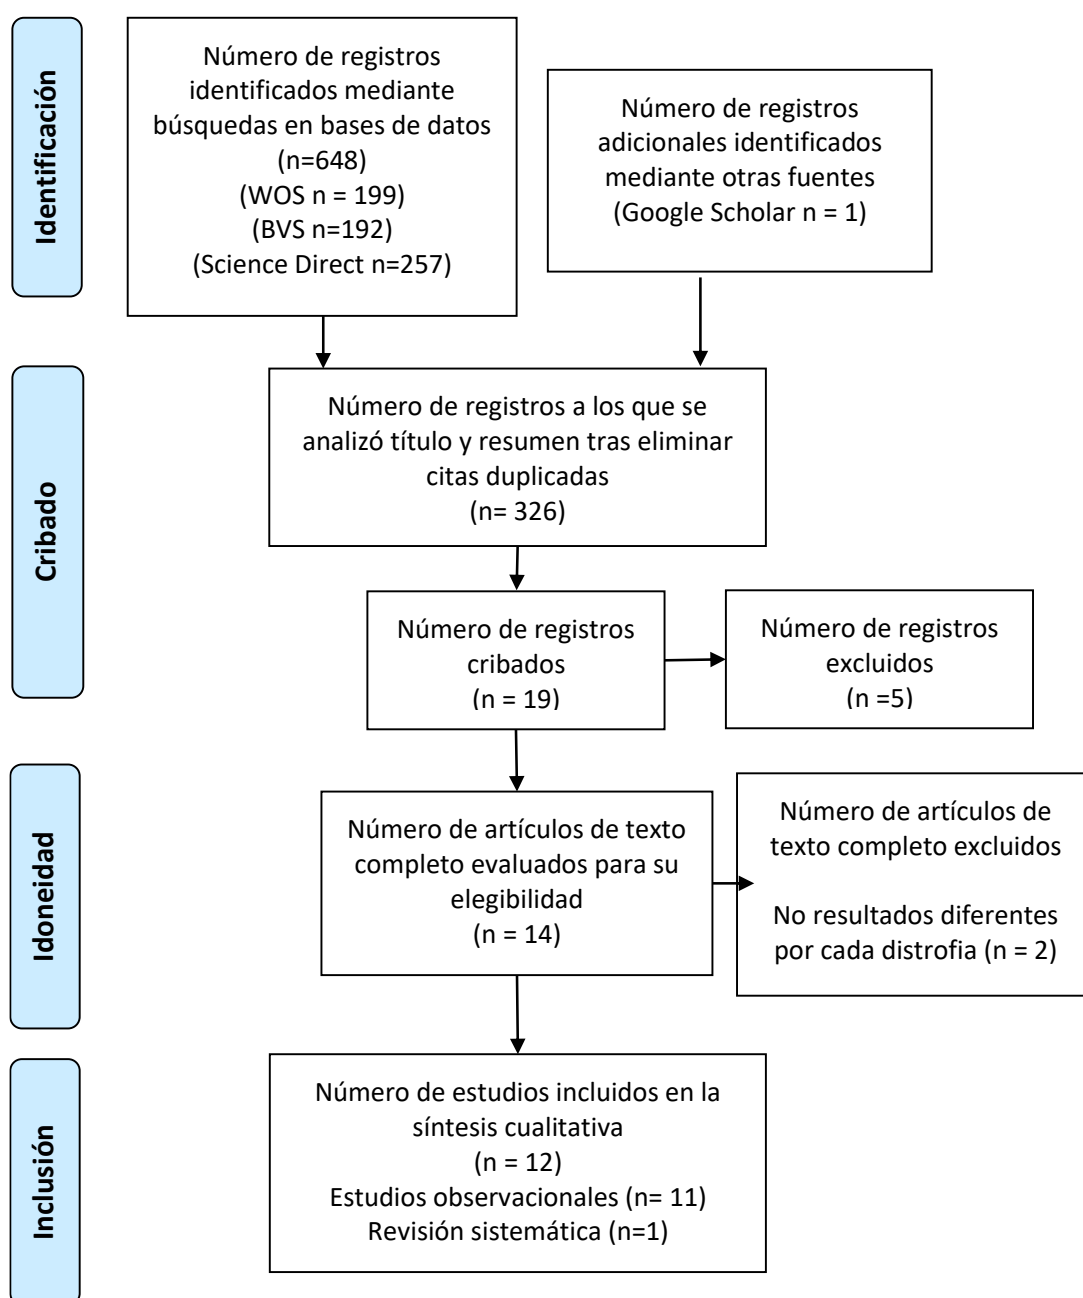 Identificación
Número de registros
identificados mediante
búsquedas en bases de datos
(n=648)
(WOS n = 199)
(BVS n=192)
(Science Direct n=257)
Número de registros
adicionales identificados
mediante otras fuentes
(Google Scholar n = 1)
Cribado
Número de registros a los que se
analizó título y resumen tras eliminar
citas duplicadas
(n= 326)
Número de registros
cribados
(n = 19)
Número de registros
excluidos
(n =5)
Idoneidad
Número de artículos de texto
completo evaluados para su
elegibilidad
(n = 14)
Número de artículos de
texto completo excluidos
No resultados diferentes
por cada distrofia (n = 2)
Inclusión
Número de estudios incluidos en la
síntesis cualitativa
(n = 12)
Estudios observacionales (n= 11)
Revisión sistemática (n=1)